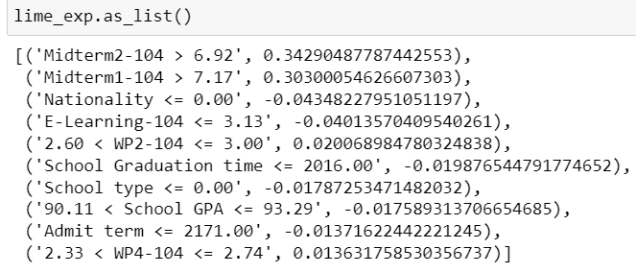 lime_exp.as_list()
[('Midterm2-104 > 6.92', 0.34290487787442553),
('Midterm1-104 > 7.17', 0.30300054626607303),
('Nationality <= 0.00', -0.04348227951051197),
('E-Learning-104 <= 3.13', -0.04013570409540261),
('2.60 < WP2-104 <= 3.00', 0.020068984780324838),
('School Graduation time <= 2016.00', -0.019876544791774652),
('School type <= 0.00', -0.01787253471482032),
('90.11 < School GPA <= 93.29', -0.017589313706654685),
('Admit term <= 2171.00', -0.01371622442221245),
('2.33 < WP4-104 <= 2.74', 0.013631758530356737)]